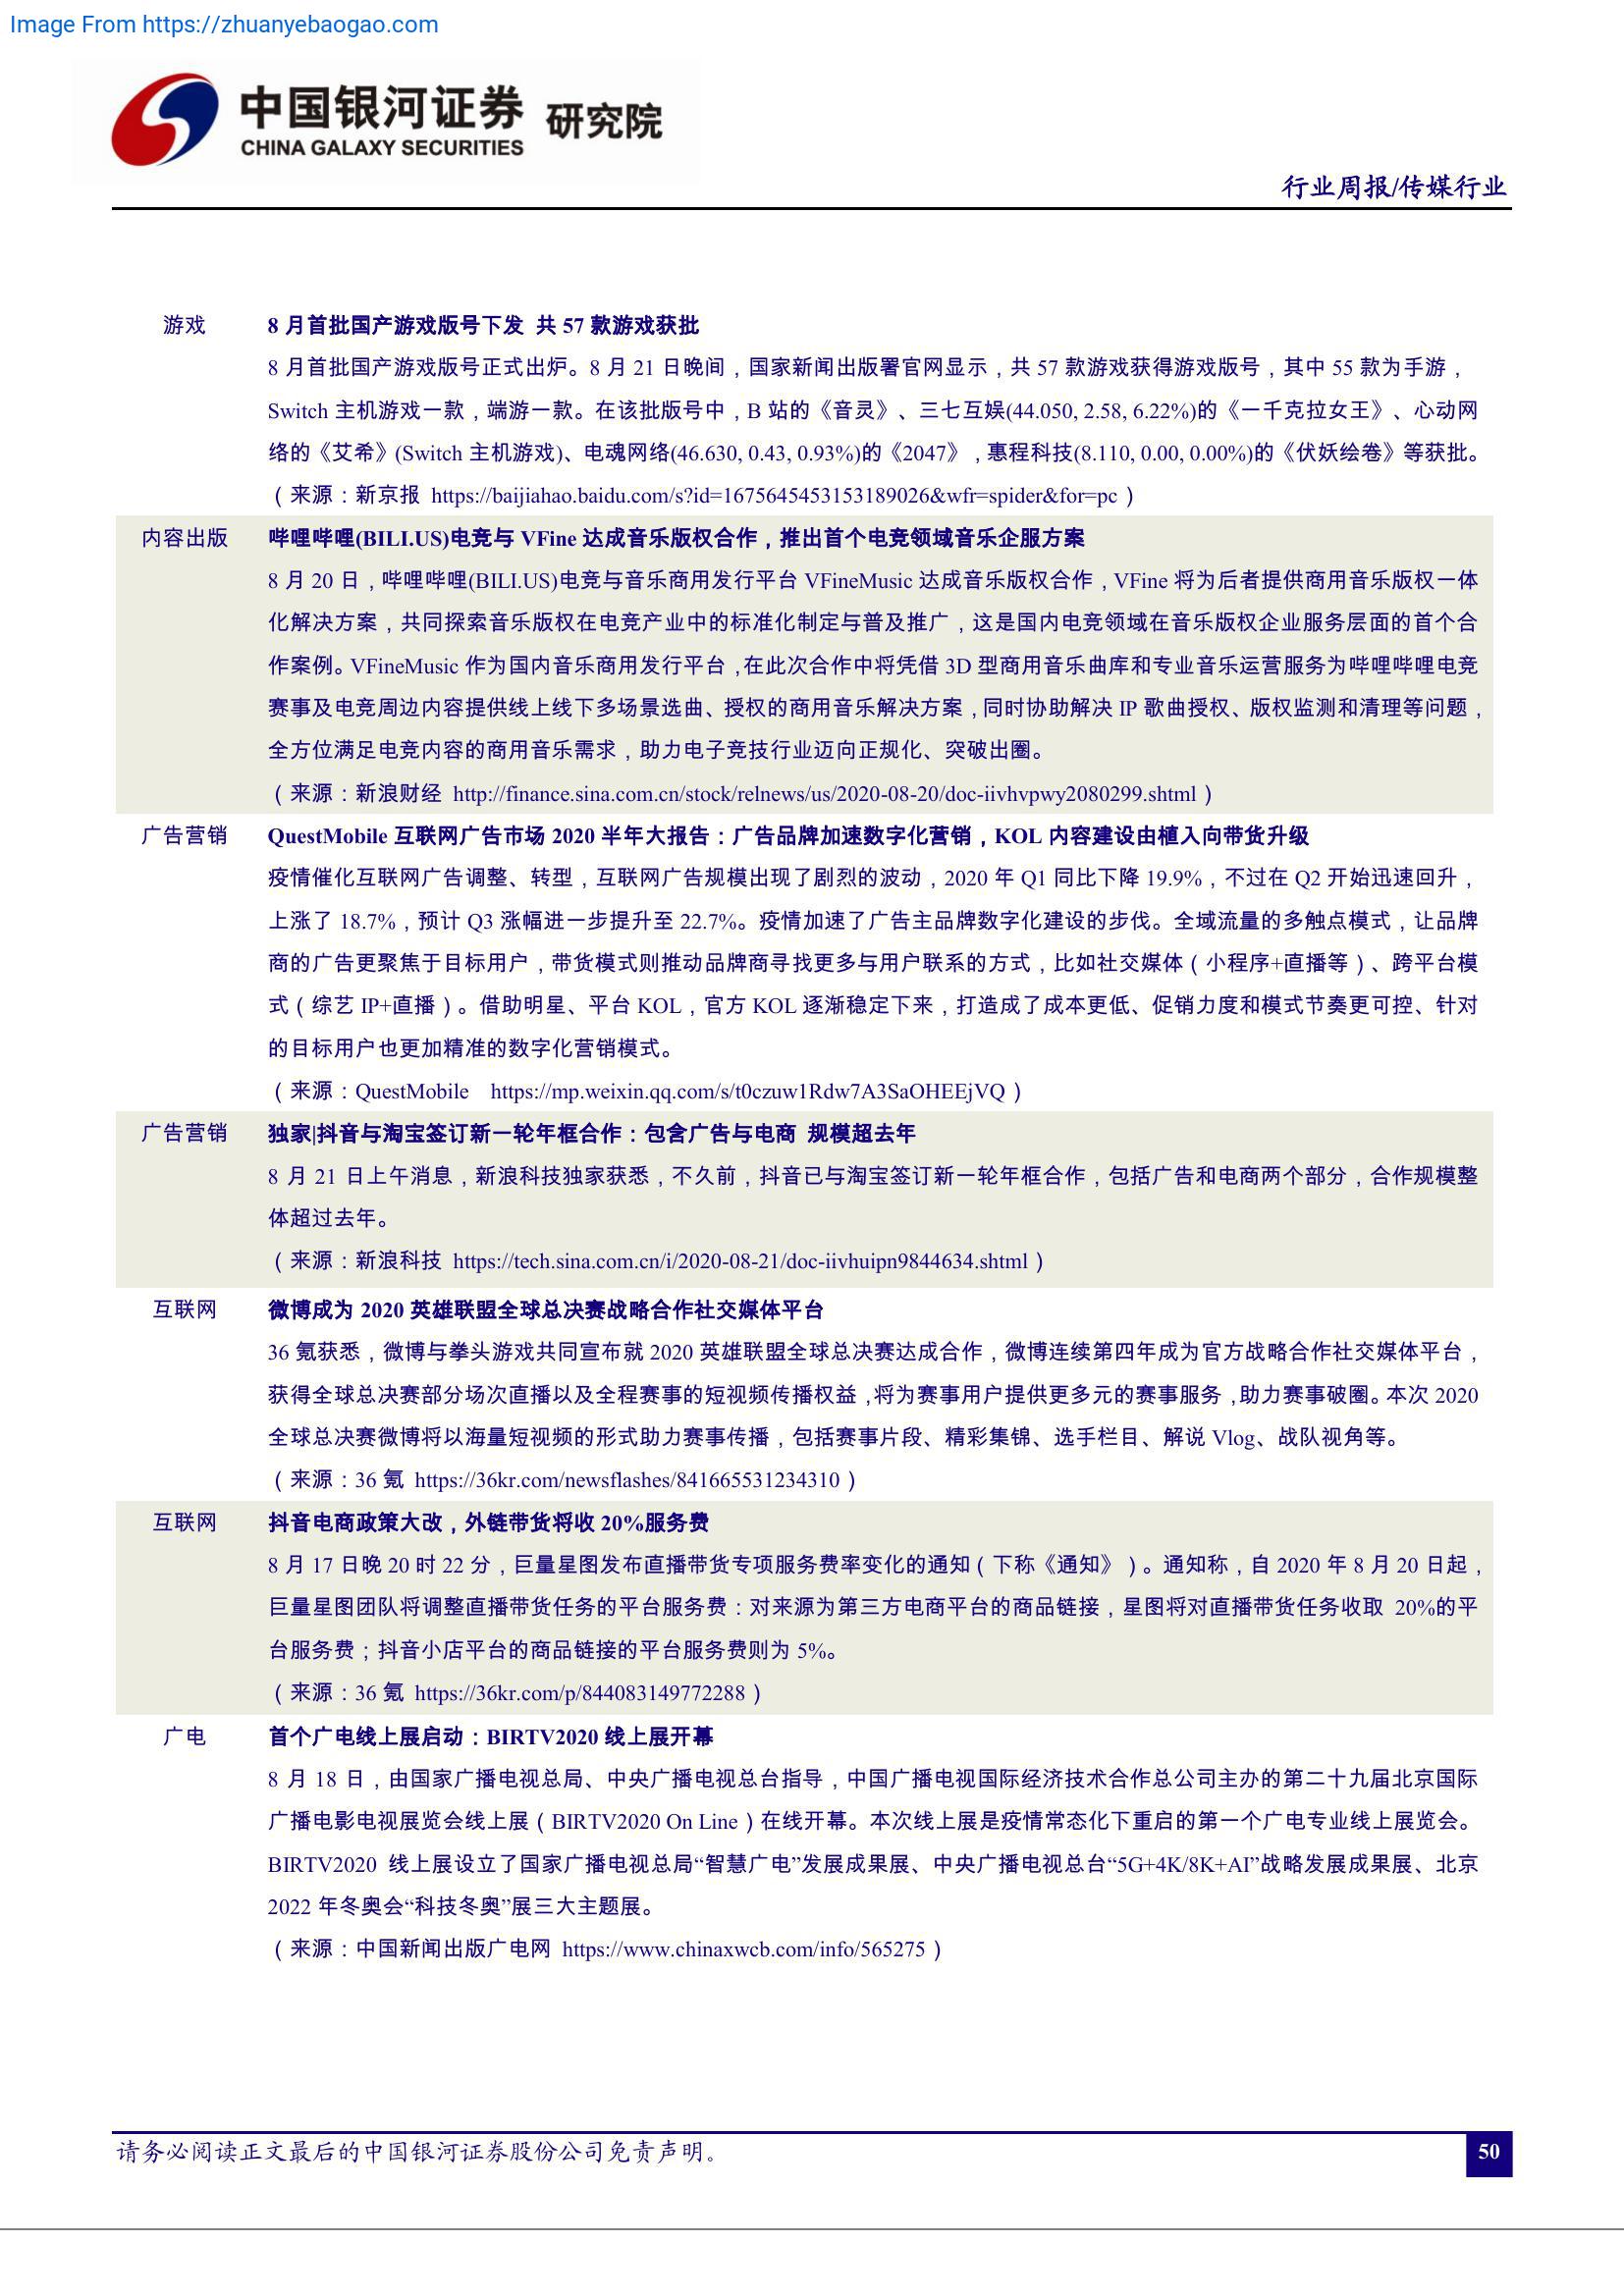 Image From https://zhuanyebaogao.com
中国银河证券 研究院
CHINA GALAXY SECURITIES
行业周报/传媒行业
游戏 8 月首批国产游戏版号下发 共 57 款游戏获批
8 月首批国产游戏版号正式出炉。8 月 21 日晚间，国家新闻出版署官网显示，共 57 款游戏获得游戏版号，其中 55 款为手游，
Switch 主机游戏一款，端游一款。在该批版号中，B 站的《音灵》、三七互娱(44.050, 2.58, 6.22%)的《一千克拉女王》、心动网
络的《艾希》(Switch 主机游戏)、电魂网络(46.630, 0.43, 0.93%)的《2047》，惠程科技(8.110, 0.00, 0.00%)的《伏妖绘卷》等获批。
（来源：新京报 https://baijiahao.baidu.com/s?id=1675645453153189026&wfr=spider&for=pc）
内容出版 哔哩哔哩(BILI.US)电竞与 VFine 达成音乐版权合作，推出首个电竞领域音乐企服方案
8 月 20 日，哔哩哔哩(BILI.US)电竞与音乐商用发行平台 VFineMusic 达成音乐版权合作，VFine 将为后者提供商用音乐版权一体
化解决方案，共同探索音乐版权在电竞产业中的标准化制定与普及推广，这是国内电竞领域在音乐版权企业服务层面的首个合
作案例。VFineMusic 作为国内音乐商用发行平台，在此次合作中将凭借 3D 型商用音乐曲库和专业音乐运营服务为哔哩哔哩电竞
赛事及电竞周边内容提供线上线下多场景选曲、授权的商用音乐解决方案，同时协助解决 IP 歌曲授权、版权监测和清理等问题，
全方位满足电竞内容的商用音乐需求，助力电子竞技行业迈向正规化、突破出圈。
（来源：新浪财经 http://finance.sina.com.cn/stock/relnews/us/2020-08-20/doc-iivhvpwy2080299.shtml）
广告营销 QuestMobile 互联网广告市场 2020 半年大报告：广告品牌加速数字化营销，KOL 内容建设由植入向带货升级
疫情催化互联网广告调整、转型，互联网广告规模出现了剧烈的波动，2020 年 Q1 同比下降 19.9%，不过在 Q2 开始迅速回升，
上涨了 18.7%，预计 Q3 涨幅进一步提升至 22.7%。疫情加速了广告主品牌数字化建设的步伐。全域流量的多触点模式，让品牌
商的广告更聚焦于目标用户，带货模式则推动品牌商寻找更多与用户联系的方式，比如社交媒体（小程序+直播等）、跨平台模
式（综艺 IP+直播）。借助明星、平台 KOL，官方 KOL 逐渐稳定下来，打造成了成本更低、促销力度和模式节奏更可控、针对
的目标用户也更加精准的数字化营销模式。
（来源：QuestMobile https://mp.weixin.qq.com/s/t0czuw1Rdw7A3SaOHEEjVQ）
广告营销 独家|抖音与淘宝签订新一轮年框合作：包含广告与电商 规模超去年
8 月 21 日上午消息，新浪科技独家获悉，不久前，抖音已与淘宝签订新一轮年框合作，包括广告和电商两个部分，合作规模整
体超过去年。
（来源：新浪科技 https://tech.sina.com.cn/i/2020-08-21/doc-iivhuipn9844634.shtml）
互联网 微博成为 2020 英雄联盟全球总决赛战略合作社交媒体平台
36 氪获悉，微博与拳头游戏共同宣布就 2020 英雄联盟全球总决赛达成合作，微博连续第四年成为官方战略合作社交媒体平台，
获得全球总决赛部分场次直播以及全程赛事的短视频传播权益，将为赛事用户提供更多元的赛事服务，助力赛事破圈。本次 2020
全球总决赛微博将以海量短视频的形式助力赛事传播，包括赛事片段、精彩集锦、选手栏目、解说 Vlog、战队视角等。
（来源：36 氪 https://36kr.com/newsflashes/841665531234310）
互联网 抖音电商政策大改，外链带货将收 20%服务费
8 月 17 日晚 20 时 22 分，巨量星图发布直播带货专项服务费率变化的通知（下称《通知》）。通知称，自 2020 年 8 月 20 日起，
巨量星图团队将调整直播带货任务的平台服务费：对来源为第三方电商平台的商品链接，星图将对直播带货任务收取 20%的平
台服务费；抖音小店平台的商品链接的平台服务费则为 5%。
（来源：36 氪 https://36kr.com/p/844083149772288）
广电 首个广电线上展启动：BIRTV2020 线上展开幕
8 月 18 日，由国家广播电视总局、中央广播电视总台指导，中国广播电视国际经济技术合作总公司主办的第二十九届北京国际
广播电影电视展览会线上展（BIRTV2020 On Line）在线开幕。本次线上展是疫情常态化下重启的第一个广电专业线上展览会。
BIRTV2020 线上展设立了国家广播电视总局“智慧广电”发展成果展、中央广播电视总台“5G+4K/8K+AI”战略发展成果展、北京
2022 年冬奥会“科技冬奥”展三大主题展。
（来源：中国新闻出版广电网 https://www.chinaxwcb.com/info/565275）
请务必阅读正文最后的中国银河证券股份公司免责声明。
50